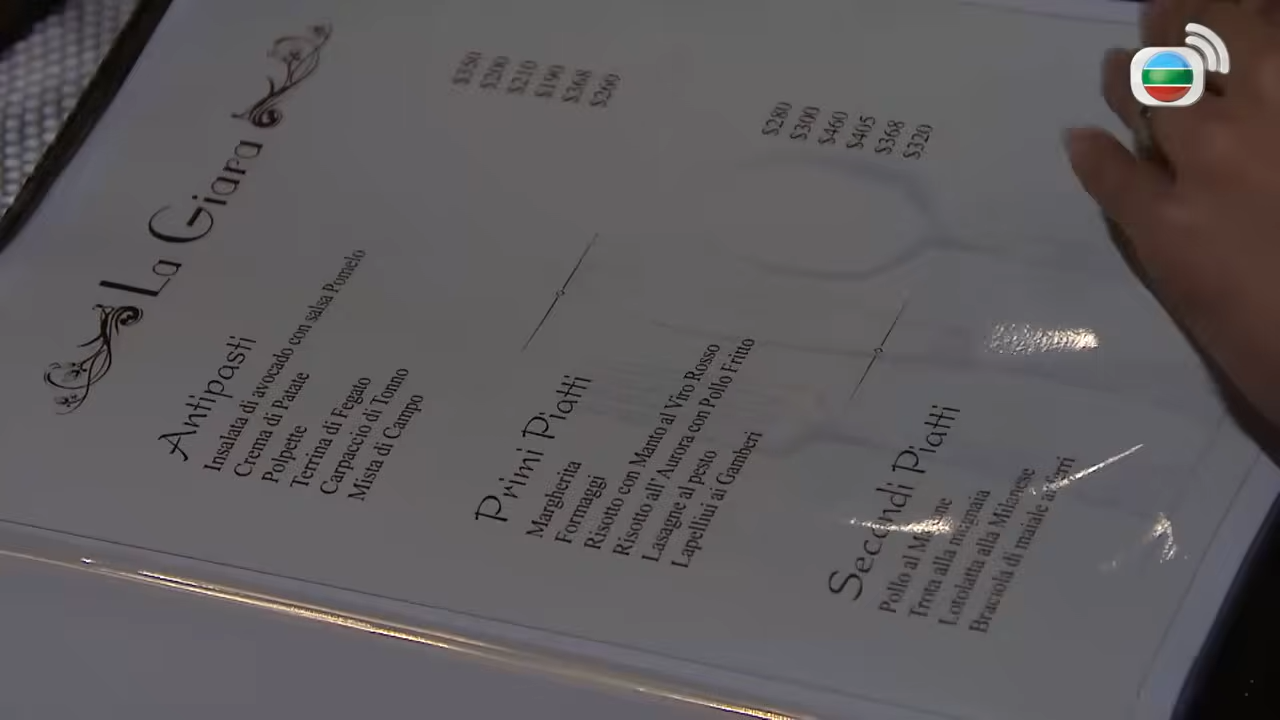 La Giara
Antipasti
Insalata di avocado con salsa Pomelo $350
Crema di Patate $200
Polpette $210
Terrina di Fegato $190
Carpaccio di Tonno $368
Mista di Campo $260
Primi Piatti
Margherita $280
Formaggi $300
Risotto con Manto al Viro Rosso $460
Risotto all'Aurora con Pollo Fritto $405
Lasagne al pesto $368
Lapelliui ai Gamberi $320
Secondi Piatti
Pollo al
Trota alla mugnaia
Lotolatta alla Milanese
Braciola di maiale ai ferri